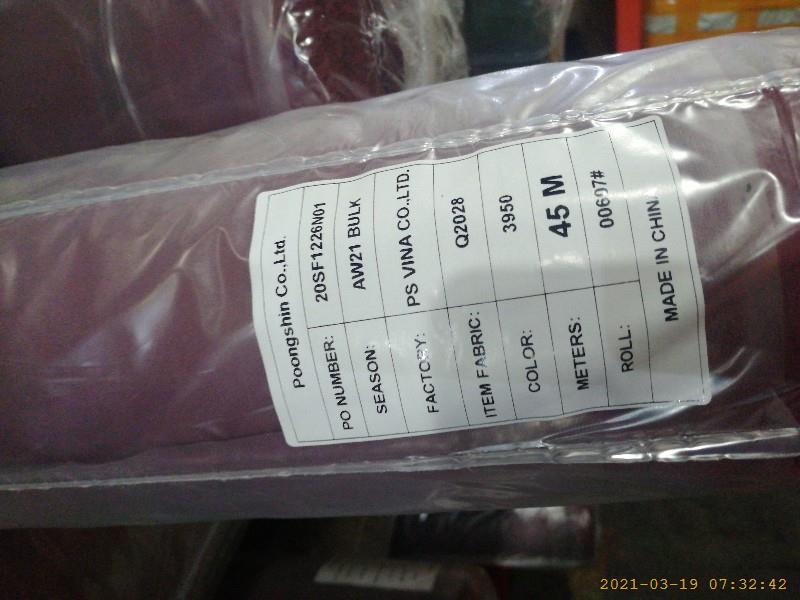 Poongshin Co.,Ltd.
PO NUMBER: 20SF1226N01
SEASON: AW21 BULK
FACTORY: PS VINA CO.,LTD.
ITEM FABRIC: Q2028
COLOR: 3950
METERS: 45 M
ROLL: 00607#
MADE IN CHINA
2021-03-19 07:32:42